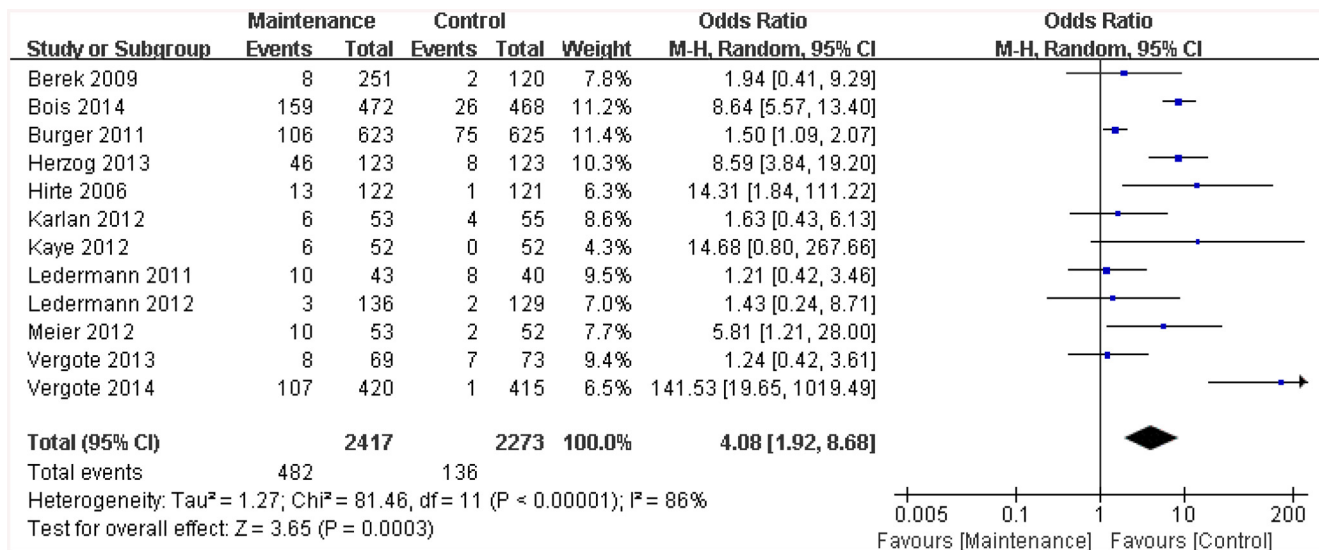 Maintenance Control Odds Ratio Odds Ratio
Study or Subgroup Events Total Events Total Weight M-H, Random, 95% CI M-H, Random, 95% CI
Berek 2009 8 251 2 120 7.8% 1.94 [0.41, 9.29]
Bois 2014 159 472 26 468 11.2% 8.64 [5.57, 13.40]
Burger 2011 106 623 75 625 11.4% 1.50 [1.09, 2.07]
Herzog 2013 46 123 8 123 10.3% 8.59 [3.84, 19.20]
Hirte 2006 13 122 1 121 6.3% 14.31 [1.84, 111.22]
Karlan 2012 6 53 4 55 8.6% 1.63 [0.43, 6.13]
Kaye 2012 6 52 0 52 4.3% 14.68 [0.80, 267.66]
Ledermann 2011 10 43 8 40 9.5% 1.21 [0.42, 3.46]
Ledermann 2012 3 136 2 129 7.0% 1.43 [0.24, 8.71]
Meier 2012 10 53 2 52 7.7% 5.81 [1.21, 28.00]
Vergote 2013 8 69 7 73 9.4% 1.24 [0.42, 3.61]
Vergote 2014 107 420 1 415 6.5% 141.53 [19.65, 1019.49]
Total (95% CI) 2417 2273 100.0% 4.08 [1.92, 8.68]
Total events 482 136
Heterogeneity: Tau² = 1.27; Chi² = 81.46, df = 11 (P < 0.00001); I² = 86%
Test for overall effect: Z = 3.65 (P = 0.0003)
0.005 0.1 1 10 200
Favours [Maintenance] Favours [Control]